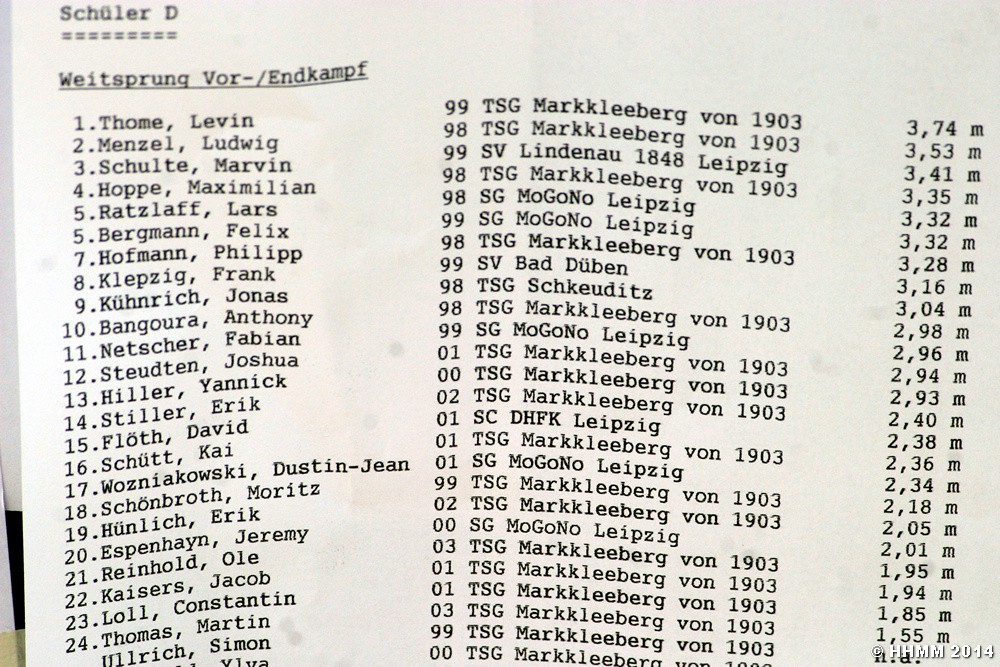 Schüler D
=========
Weitsprung Vor-/Endkampf
1.Thome, Levin 99 TSG Markkleeberg von 1903 3,74 m
2.Menzel, Ludwig 98 TSG Markkleeberg von 1903 3,53 m
3.Schulte, Marvin 99 SV Lindenau 1848 Leipzig 3,41 m
4.Hoppe, Maximilian 98 TSG Markkleeberg von 1903 3,35 m
5.Ratzlaff, Lars 98 SG MoGoNo Leipzig 3,32 m
5.Bergmann, Felix 99 SG MoGoNo Leipzig 3,32 m
7.Hofmann, Philipp 98 TSG Markkleeberg von 1903 3,28 m
8.Klepzig, Frank 99 SV Bad Düben 3,16 m
9.Kühnrich, Jonas 98 TSG Schkeuditz 3,04 m
10.Bangoura, Anthony 98 TSG Markkleeberg von 1903 2,98 m
11.Netscher, Fabian 99 SG MoGoNo Leipzig 2,96 m
12.Steudten, Joshua 01 TSG Markkleeberg von 1903 2,94 m
13.Hiller, Yannick 00 TSG Markkleeberg von 1903 2,93 m
14.Stiller, Erik 02 TSG Markkleeberg von 1903 2,40 m
15.Flöth, David 01 SC DHFK Leipzig 2,38 m
16.Schütt, Kai 01 TSG Markkleeberg von 1903 2,36 m
17.Wozniakowski, Dustin-Jean 01 SG MoGoNo Leipzig 2,34 m
18.Schönbroth, Moritz 99 TSG Markkleeberg von 1903 2,18 m
19.Hünlich, Erik 02 TSG Markkleeberg von 1903 2,05 m
20.Espenhayn, Jeremy 00 SG MoGoNo Leipzig 2,01 m
21.Reinhold, Ole 03 TSG Markkleeberg von 1903 1,95 m
22.Kaisers, Jacob 01 TSG Markkleeberg von 1903 1,94 m
23.Loll, Constantin 01 TSG Markkleeberg von 1903 1,85 m
24.Thomas, Martin 03 TSG Markkleeberg von 1903 1,55 m
Ullrich, Simon 99 TSG Markkleeberg von 1903
Ylva 00 TSG Markkleeberg von
© HHMM 2014